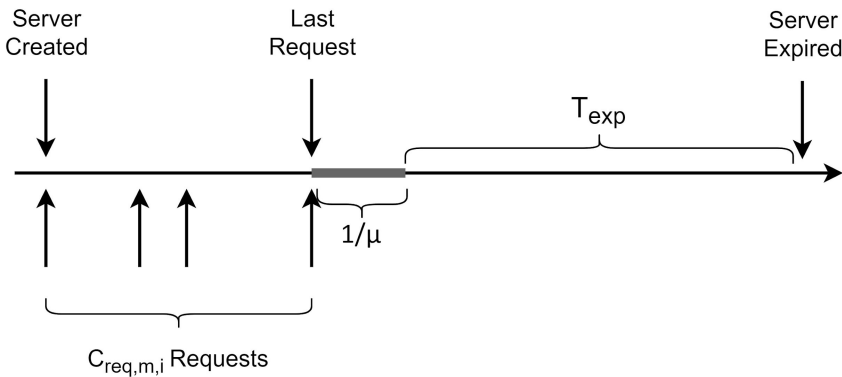 Server
Created
Last
Request
Server
Expired
T_exp
1/μ
C_req,m,i Requests